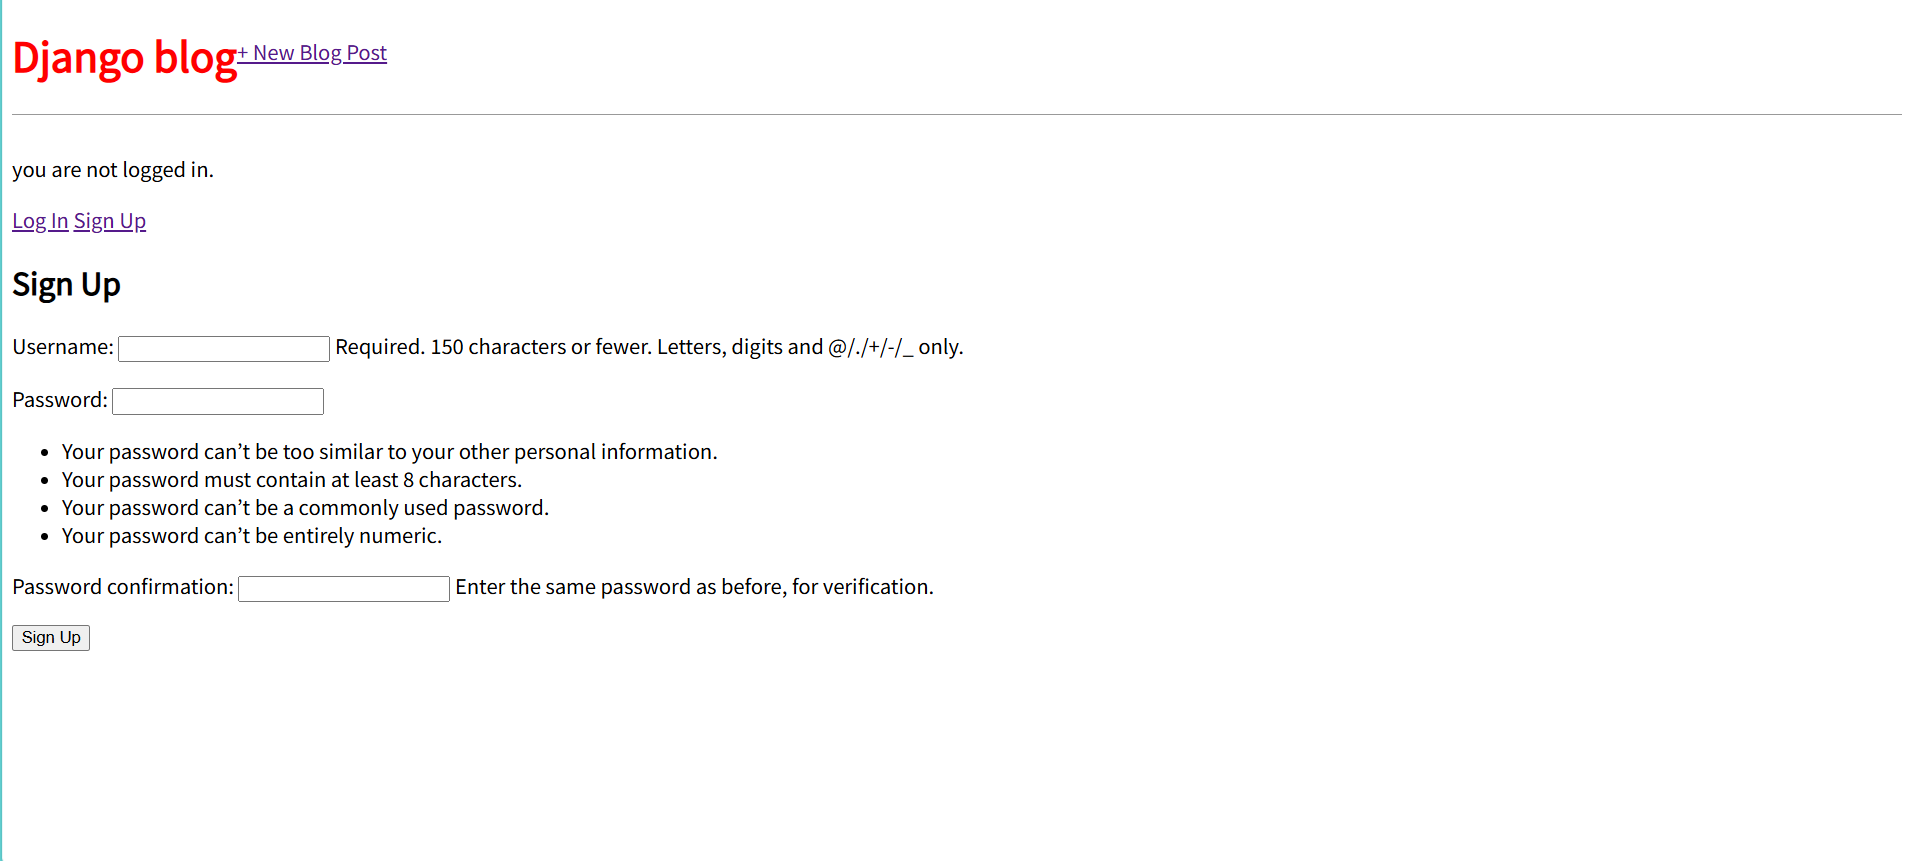 Django blog+ New Blog Post
you are not logged in.
Log In Sign Up
Sign Up
Username: Required. 150 characters or fewer. Letters, digits and @/./+/-/_ only.
Password:
Your password can’t be too similar to your other personal information.
Your password must contain at least 8 characters.
Your password can’t be a commonly used password.
Your password can’t be entirely numeric.
Password confirmation: Enter the same password as before, for verification.
Sign Up